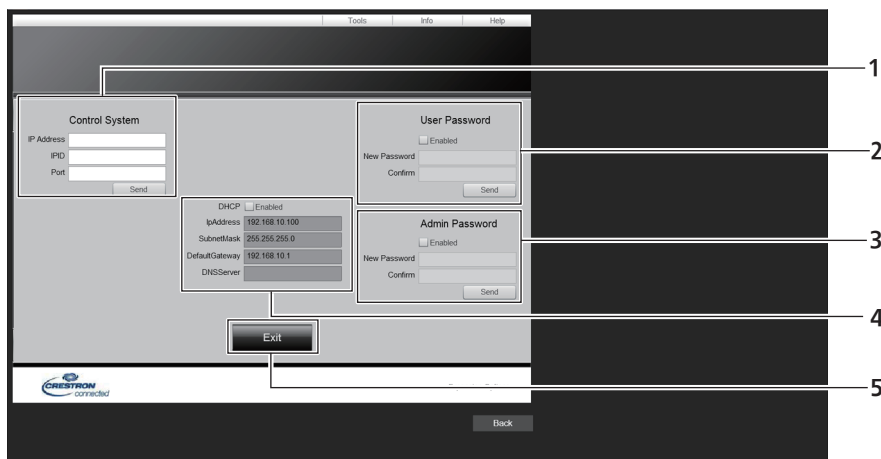 Tools Info Help
1
Control System
IP Address
IPID
Port
Send
User Password
Enabled
New Password
Confirm
Send
2
DHCP Enabled
IpAddress 192.168.10.100
SubnetMask 255.255.255.0
DefaultGateway 192.168.10.1
DNSServer
Admin Password
Enabled
New Password
Confirm
Send
3
4
Exit
5
CRESTRON
connected
Back